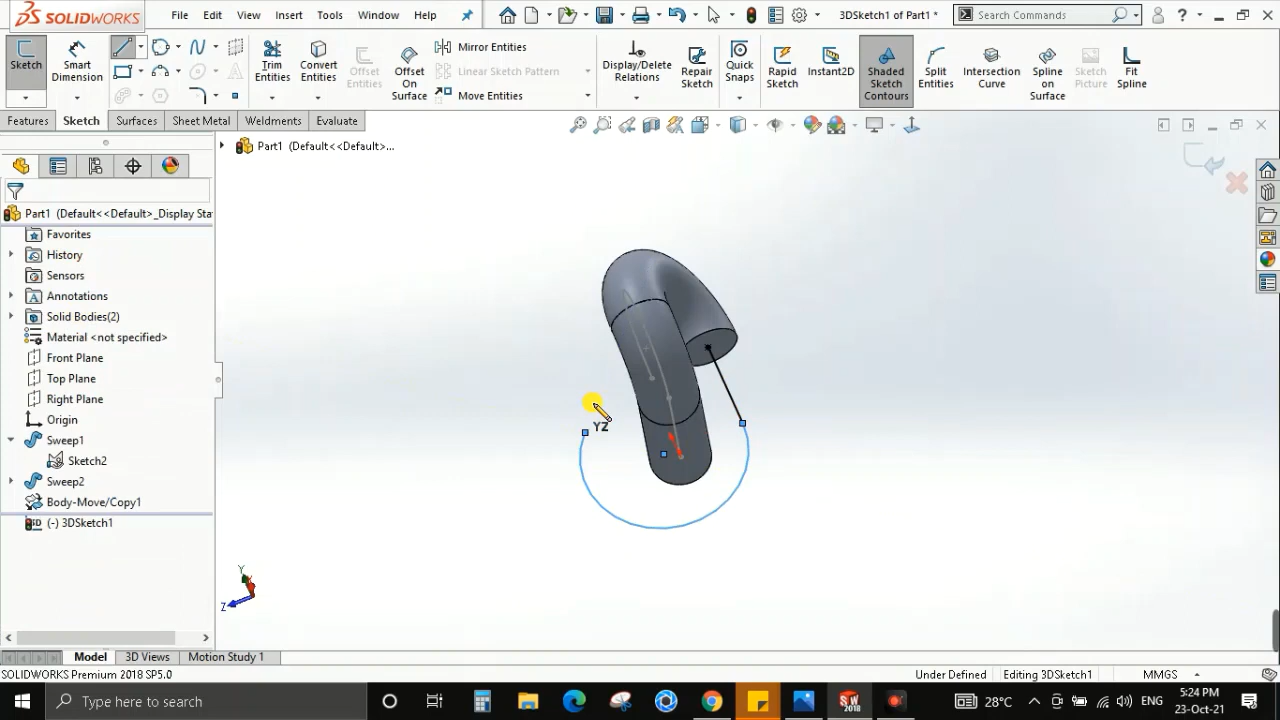 SOLIDWORKS
File Edit View Insert Tools Simulation Window Help
3DSketch1 of Part1 *
Search Commands
Sketch
Smart Dimension
Trim Entities
Convert Entities
Offset Entities
Offset On Surface
Mirror Entities
Linear Sketch Pattern
Move Entities
Display/Delete Relations
Repair Sketch
Quick Snaps
Rapid Sketch
Instant2D
Shaded Sketch Contours
Split Entities
Intersection Curve
Spline on Surface
Sketch Picture
Fit Spline
Features Sketch Surfaces Sheet Metal Weldments Evaluate
Part1 (Default<<Default>...
Part1 (Default<<Default>_Display Sta
Favorites
History
Sensors
Annotations
Solid Bodies(2)
Material <not specified>
Front Plane
Top Plane
Right Plane
Origin
Sweep1
Sketch2
Sweep2
Body-Move/Copy1
(-) 3DSketch1
YZ
Y
Z
Model 3D Views Motion Study 1
SOLIDWORKS Premium 2018 SP5.0
Under Defined Editing 3DSketch1 MMGS
Type here to search
28°C ENG
5:24 PM
23-Oct-21